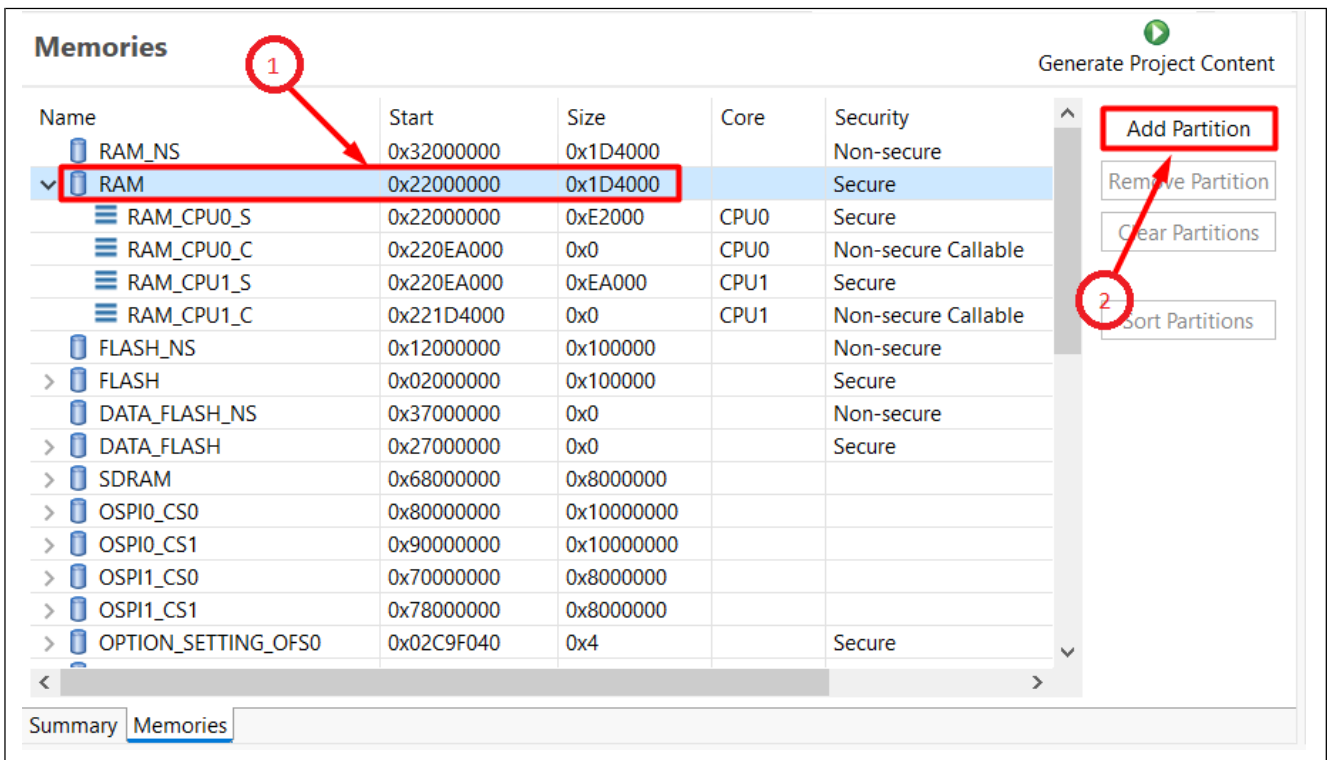 Memories
Generate Project Content
1
Name Start Size Core Security
Add Partition
RAM_NS 0x32000000 0x1D4000 Non-secure
RAM 0x22000000 0x1D4000 Secure
Remove Partition
RAM_CPU0_S 0x22000000 0xE2000 CPU0 Secure
Clear Partitions
RAM_CPU0_C 0x220EA000 0x0 CPU0 Non-secure Callable
RAM_CPU1_S 0x220EA000 0xEA000 CPU1 Secure
2
RAM_CPU1_C 0x221D4000 0x0 CPU1 Non-secure Callable
Sort Partitions
FLASH_NS 0x12000000 0x100000 Non-secure
FLASH 0x02000000 0x100000 Secure
DATA_FLASH_NS 0x37000000 0x0 Non-secure
DATA_FLASH 0x27000000 0x0 Secure
SDRAM 0x68000000 0x8000000
OSPI0_CS0 0x80000000 0x10000000
OSPI0_CS1 0x90000000 0x10000000
OSPI1_CS0 0x70000000 0x8000000
OSPI1_CS1 0x78000000 0x8000000
OPTION_SETTING_OFS0 0x02C9F040 0x4 Secure
Summary Memories